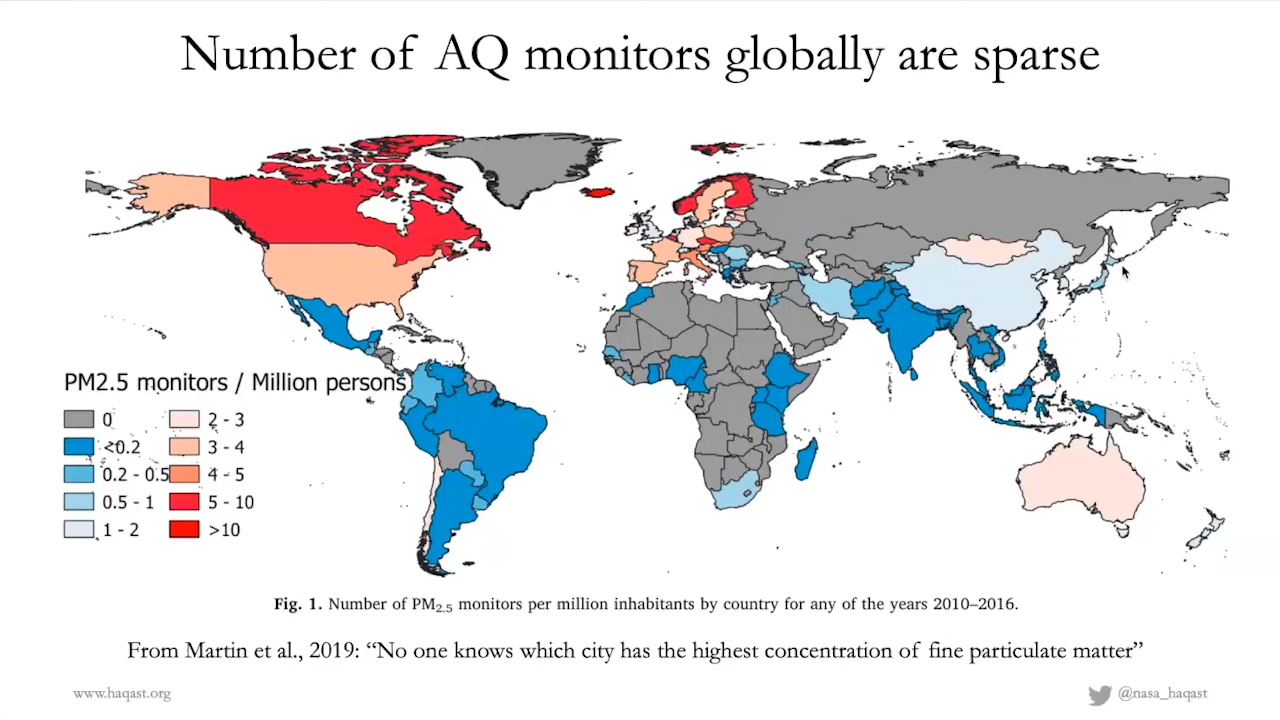 Number of AQ monitors globally are sparse
PM2.5 monitors / Million persons
0
<0.2
0.2 - 0.5
0.5 - 1
1 - 2
2 - 3
3 - 4
4 - 5
5 - 10
>10
Fig. 1. Number of PM2.5 monitors per million inhabitants by country for any of the years 2010–2016.
From Martin et al., 2019: “No one knows which city has the highest concentration of fine particulate matter”
www.haqast.org
@nasa_haqast